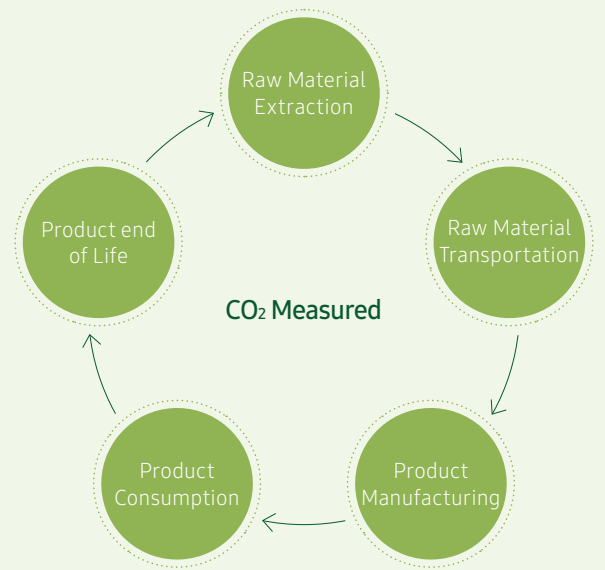 Raw Material
Extraction
Raw Material
Transportation
Product
Manufacturing
Product
Consumption
Product end
of Life
CO₂ Measured